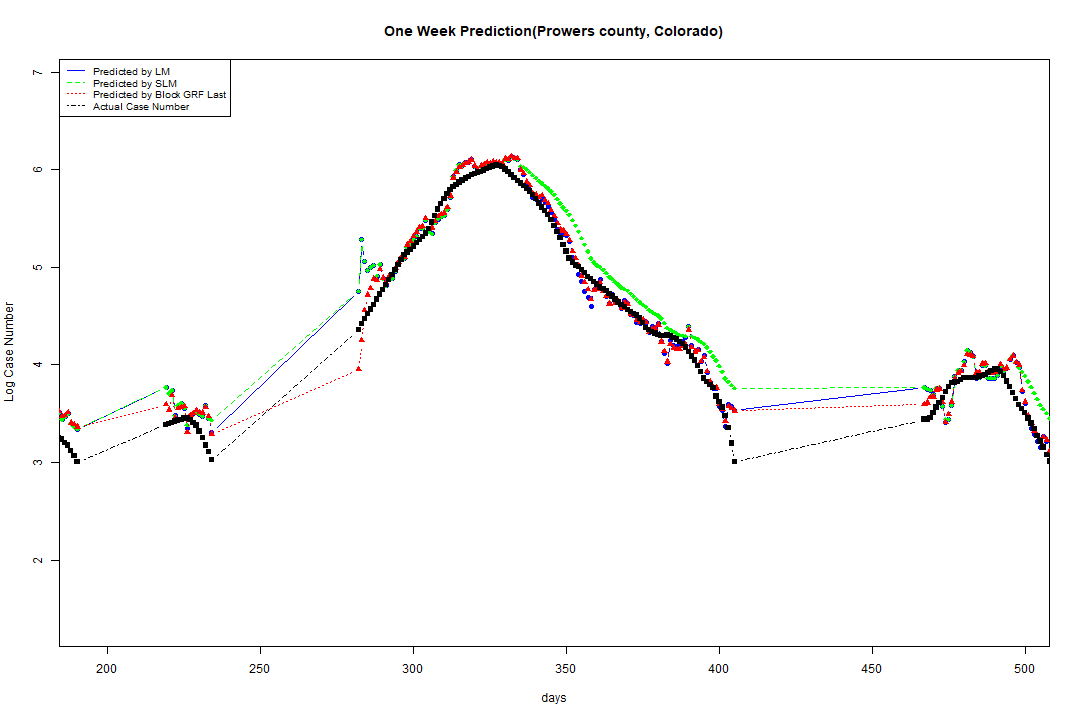 One Week Prediction(Prowers county, Colorado)
Predicted by LM
Predicted by SLM
Predicted by Block GRF Last
Actual Case Number
Log Case Number
7
6
5
4
3
2
200 250 300 350 400 450 500
days